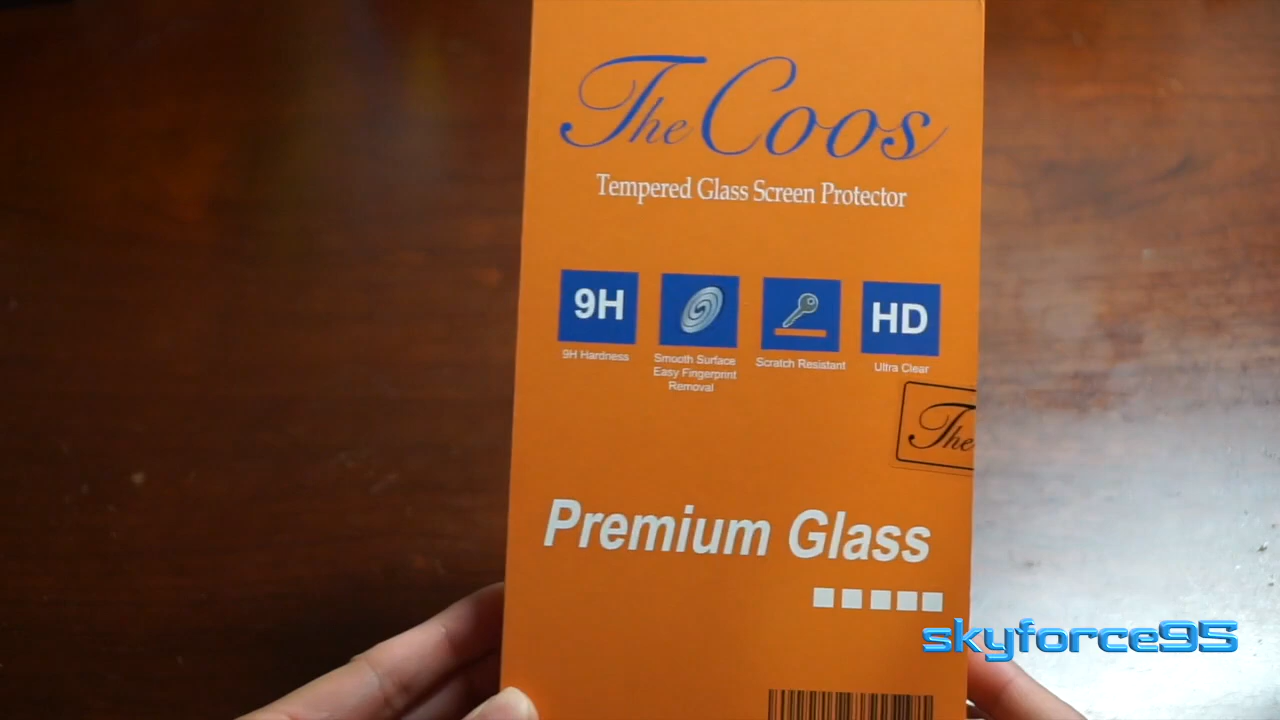 The Coos
Tempered Glass Screen Protector
9H
HD
9H Hardness
Smooth Surface
Easy Fingerprint
Removal
Scratch Resistant
Ultra Clear
The
Premium Glass
skyforce95